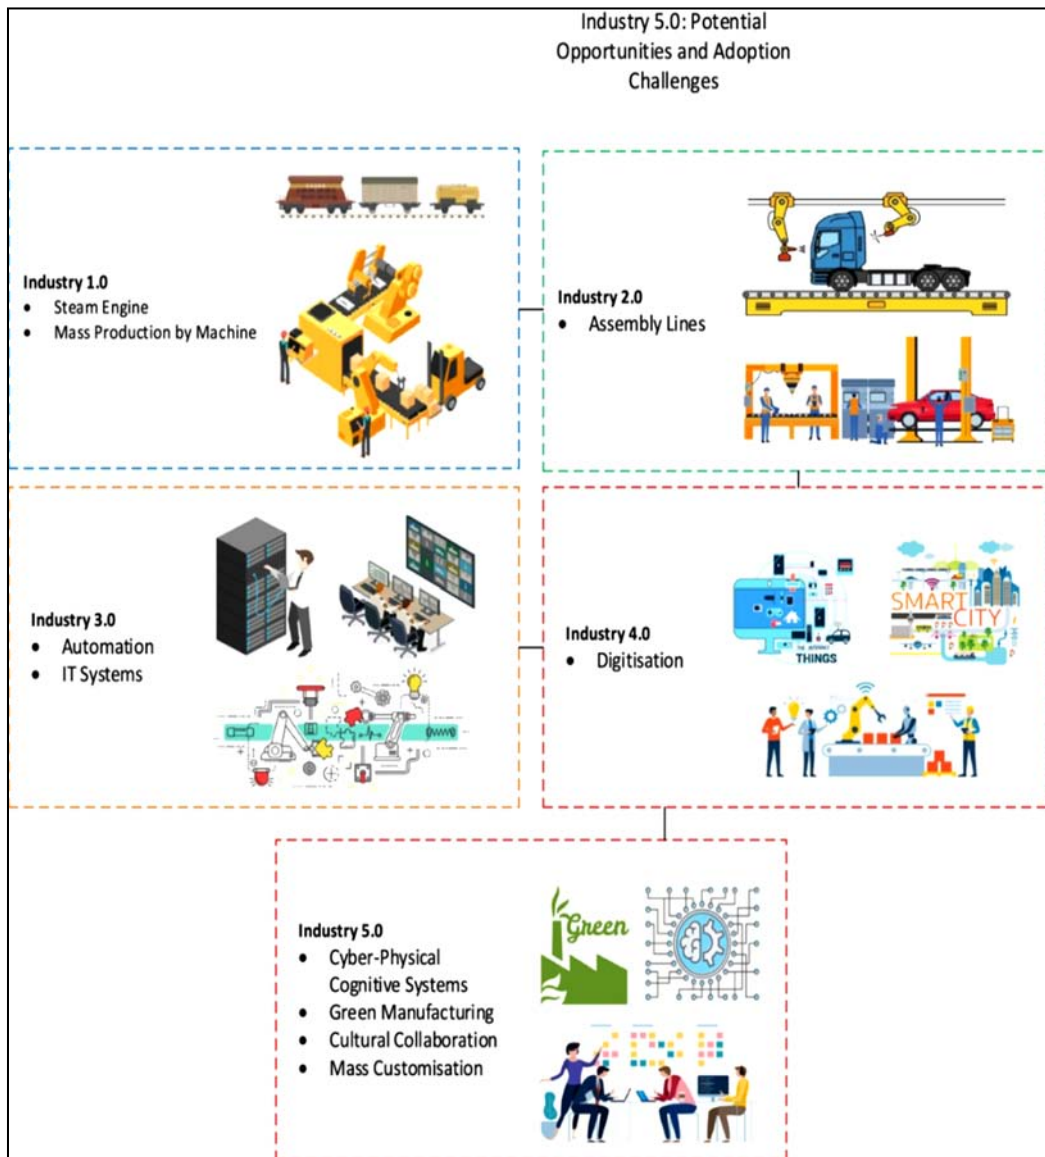 Industry 5.0: Potential
Opportunities and Adoption
Challenges
Industry 1.0
• Steam Engine
• Mass Production by Machine
Industry 2.0
• Assembly Lines
Industry 3.0
• Automation
• IT Systems
Industry 4.0
• Digitisation
THE INTERNET
THINGS
SMART
CITY
Industry 5.0
• Cyber-Physical
Cognitive Systems
• Green Manufacturing
• Cultural Collaboration
• Mass Customisation
Green